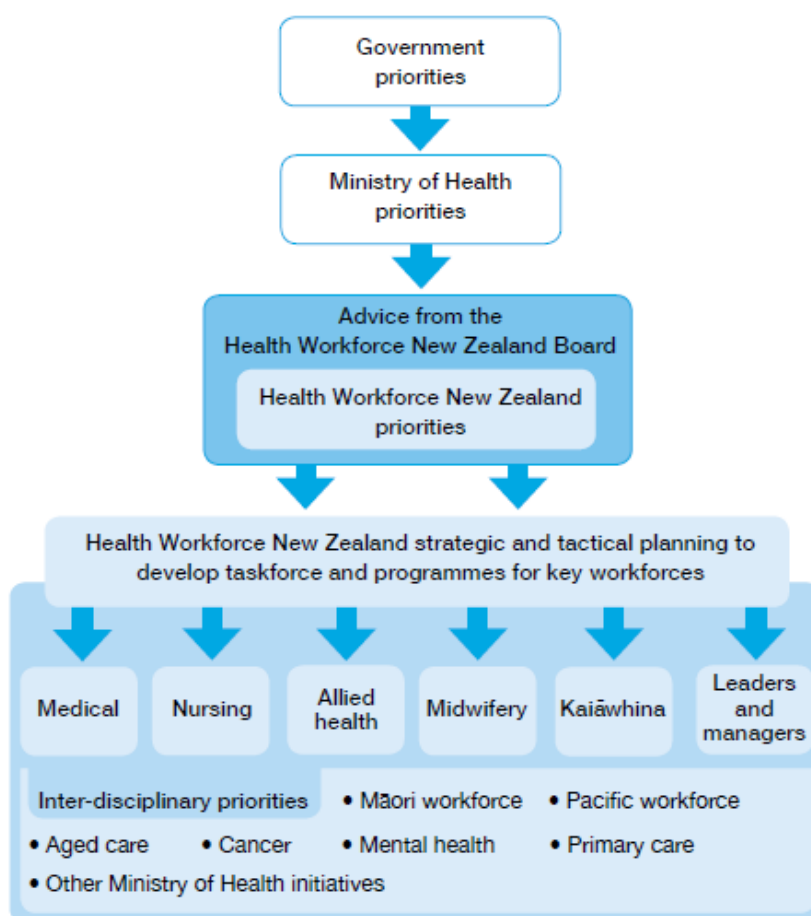 Government
priorities
Ministry of Health
priorities
Advice from the
Health Workforce New Zealand Board
Health Workforce New Zealand
priorities
Health Workforce New Zealand strategic and tactical planning to
develop taskforce and programmes for key workforces
Medical
Nursing
Allied
health
Midwifery
Kaiāwhina
Leaders
and
managers
Inter-disciplinary priorities
• Māori workforce
• Pacific workforce
• Aged care
• Cancer
• Mental health
• Primary care
• Other Ministry of Health initiatives